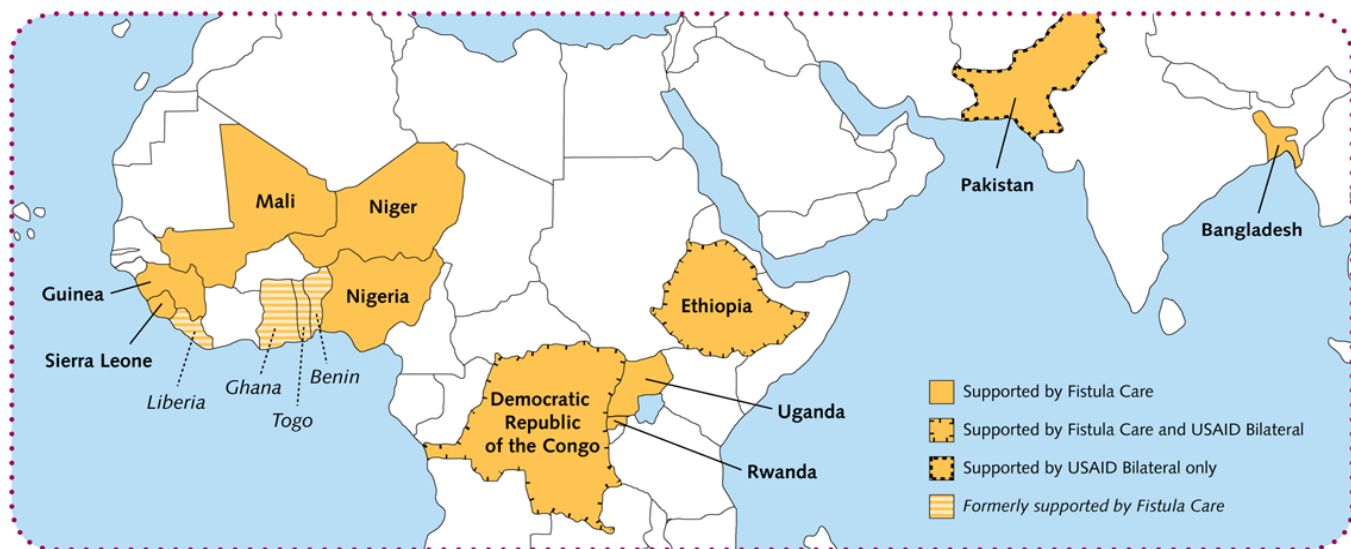 Mali
Niger
Pakistan
Bangladesh
Guinea
Nigeria
Ethiopia
Sierra Leone
Liberia
Ghana
Togo
Benin
Democratic
Republic
of the Congo
Uganda
Rwanda
Supported by Fistula Care
Supported by Fistula Care and USAID Bilateral
Supported by USAID Bilateral only
Formerly supported by Fistula Care